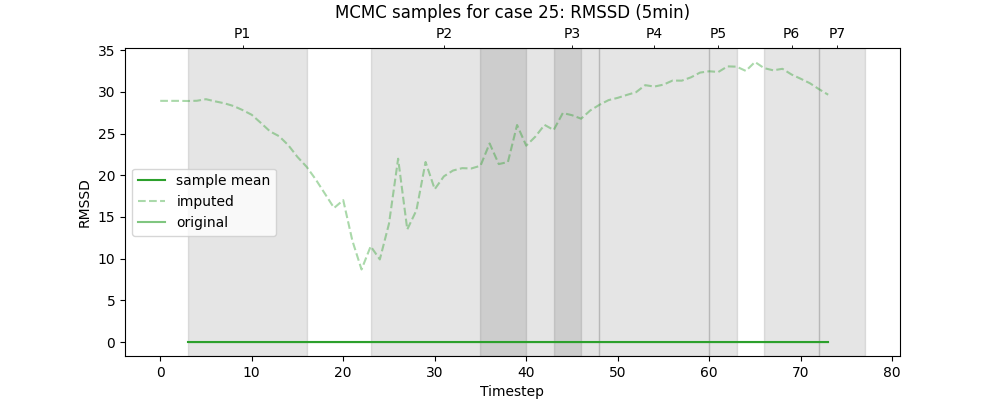 MCMC samples for case 25: RMSSD (5min)
P1 P2 P3 P4 P5 P6 P7
35
30
25
20
15
10
5
0
RMSSD
sample mean
imputed
original
0 10 20 30 40 50 60 70 80
Timestep